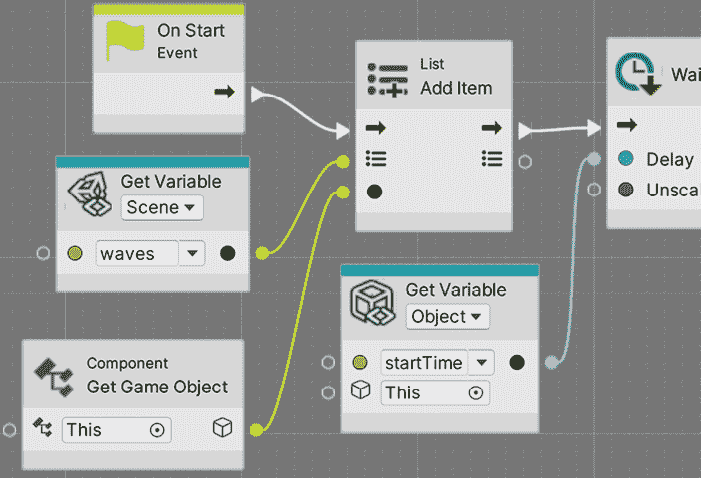 On Start
Event
List
Add Item
Wai
Delay
Unsca
Get Variable
Scene
waves
Get Variable
Object
startTime
This
Component
Get Game Object
This